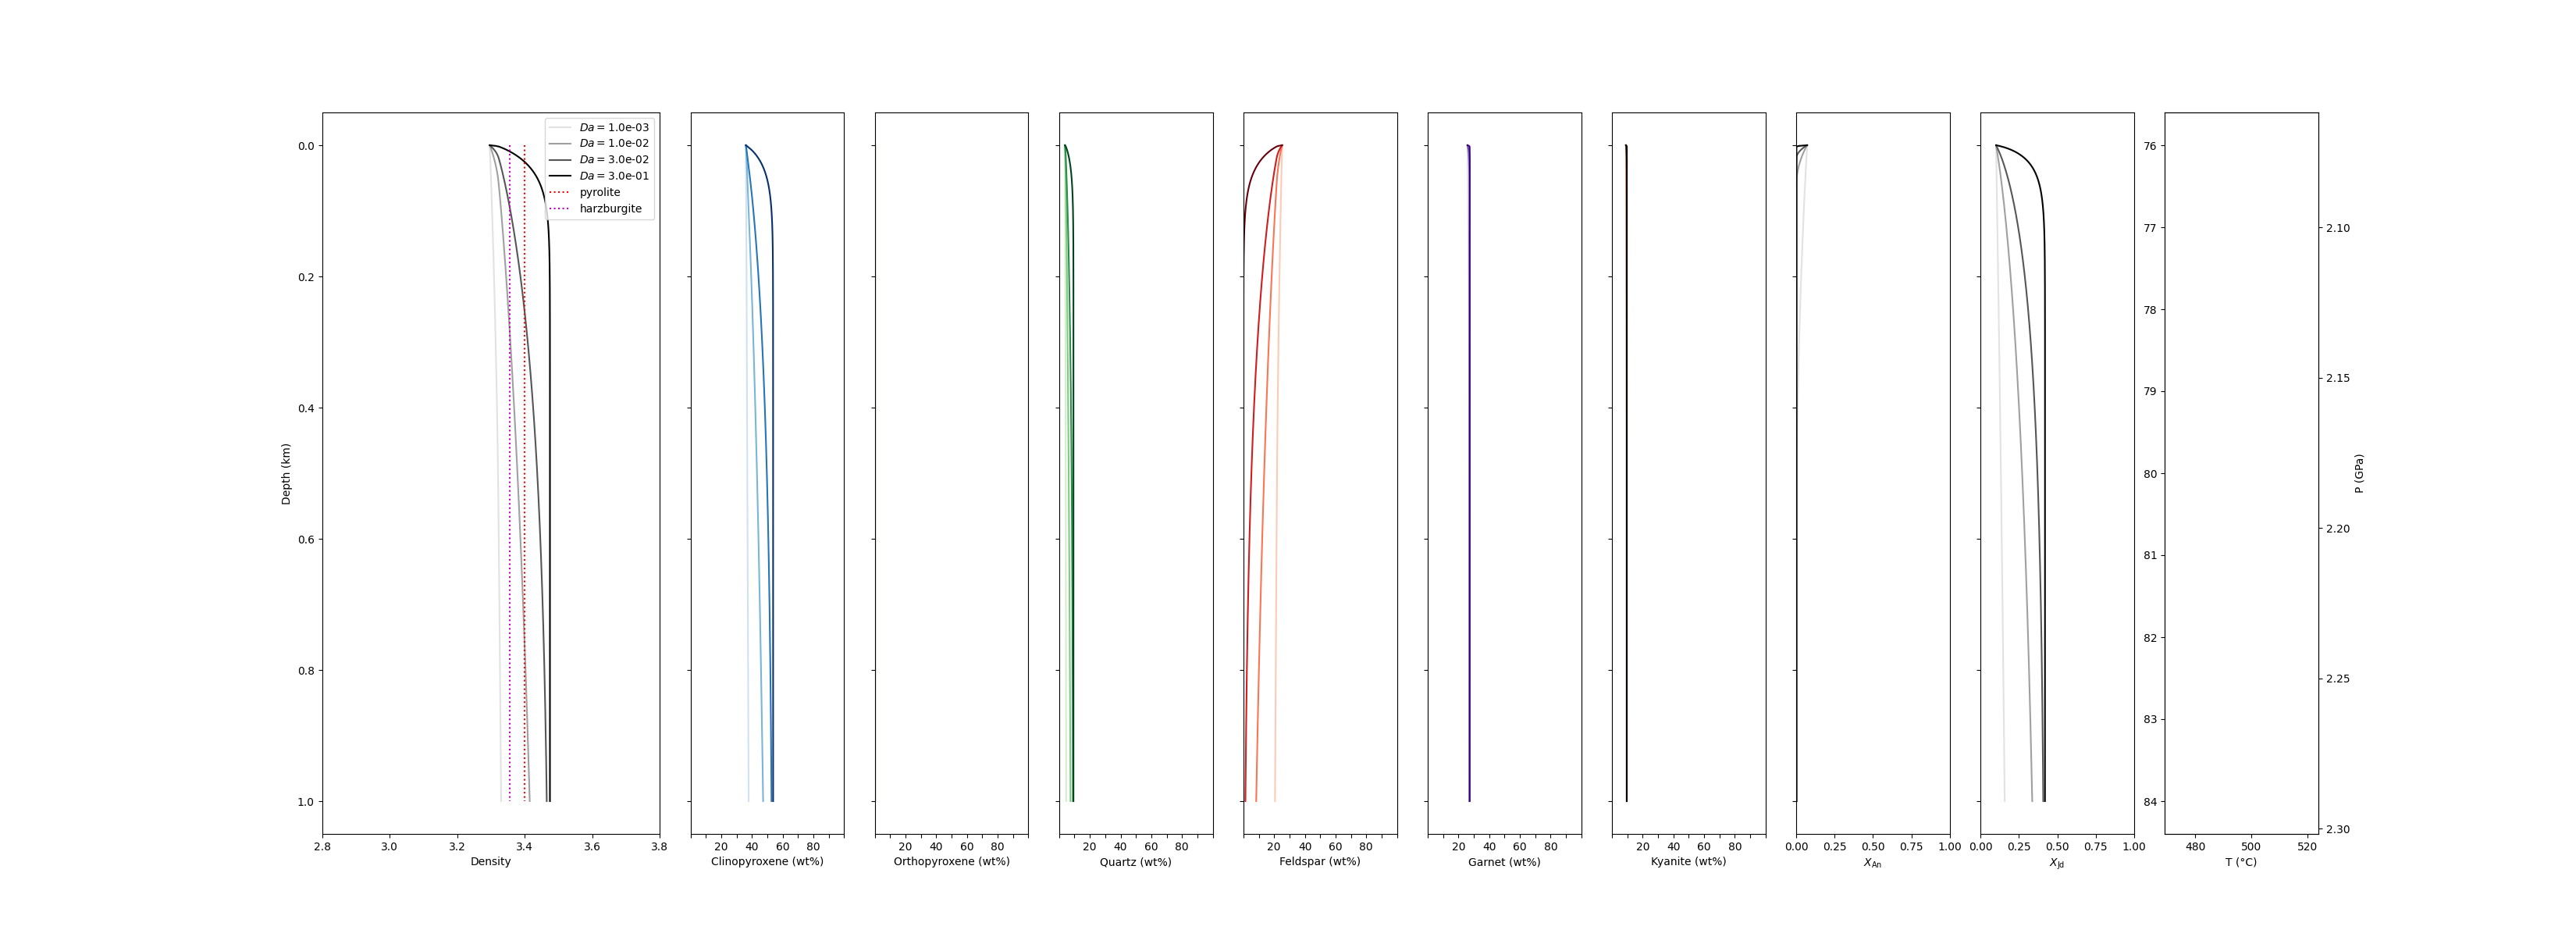 Da = 1.0e-03
Da = 1.0e-02
Da = 3.0e-02
Da = 3.0e-01
pyrolite
harzburgite
0.0
0.2
0.4
0.6
0.8
1.0
Depth (km)
2.8 3.0 3.2 3.4 3.6 3.8
Density
20 40 60 80
Clinopyroxene (wt%)
20 40 60 80
Orthopyroxene (wt%)
20 40 60 80
Quartz (wt%)
20 40 60 80
Feldspar (wt%)
20 40 60 80
Garnet (wt%)
20 40 60 80
Kyanite (wt%)
0.00 0.25 0.50 0.75 1.00
XAn
0.00 0.25 0.50 0.75 1.00
XJd
76
77
78
79
80
81
82
83
84
480 500 520
T (°C)
2.10
2.15
2.20
2.25
2.30
P (GPa)